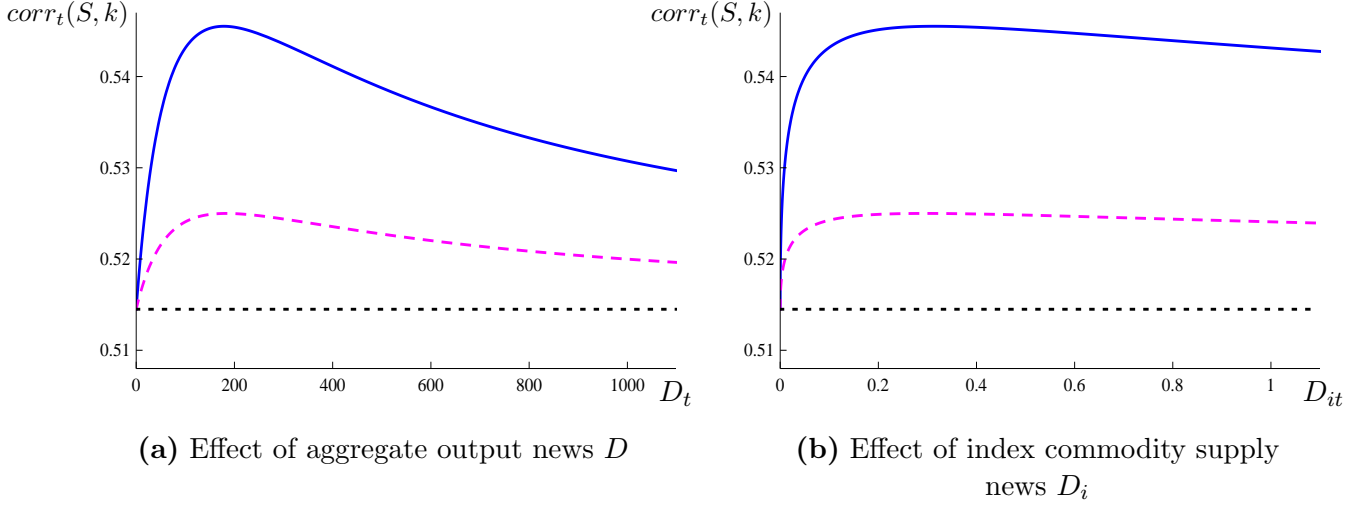 corr_t(S, k)
0.54
0.53
0.52
0.51
0 200 400 600 800 1000
D_t
(a) Effect of aggregate output news D
corr_t(S, k)
0.54
0.53
0.52
0.51
0 0.2 0.4 0.6 0.8 1
D_{it}
(b) Effect of index commodity supply
news D_i